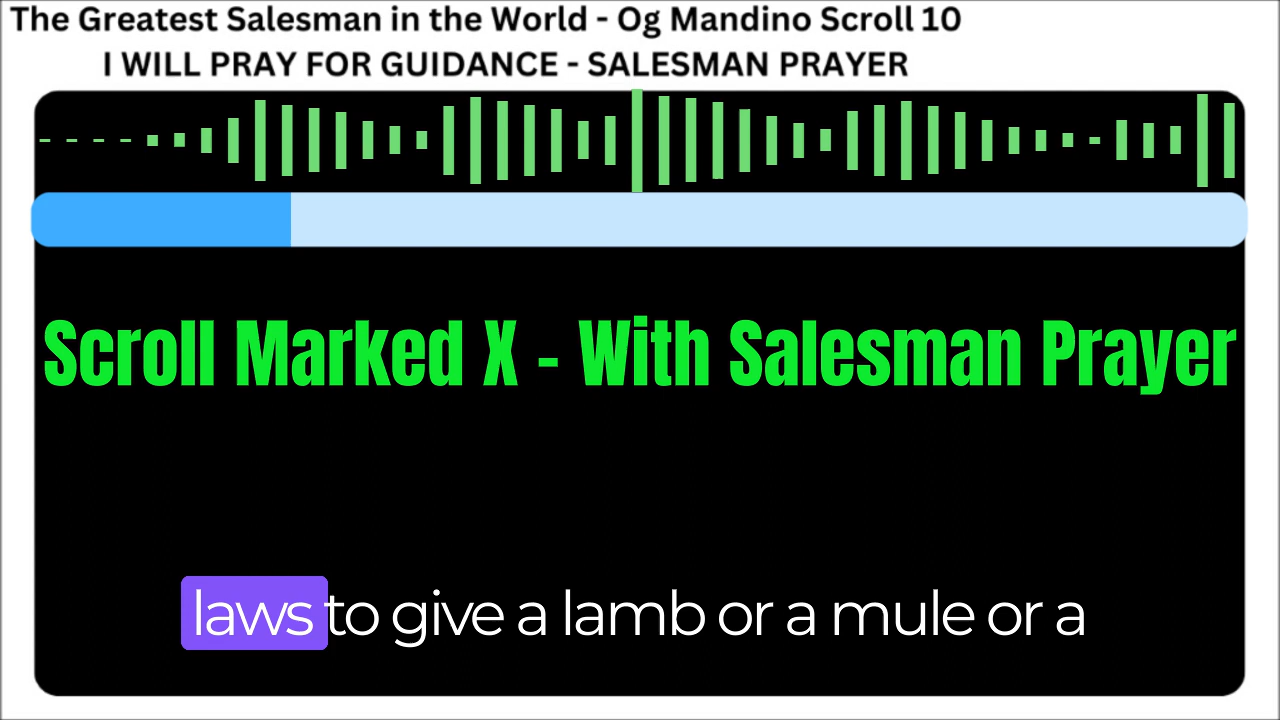 The Greatest Salesman in the World - Og Mandino Scroll 10
I WILL PRAY FOR GUIDANCE - SALESMAN PRAYER
Scroll Marked X - With Salesman Prayer
laws to give a lamb or a mule or a